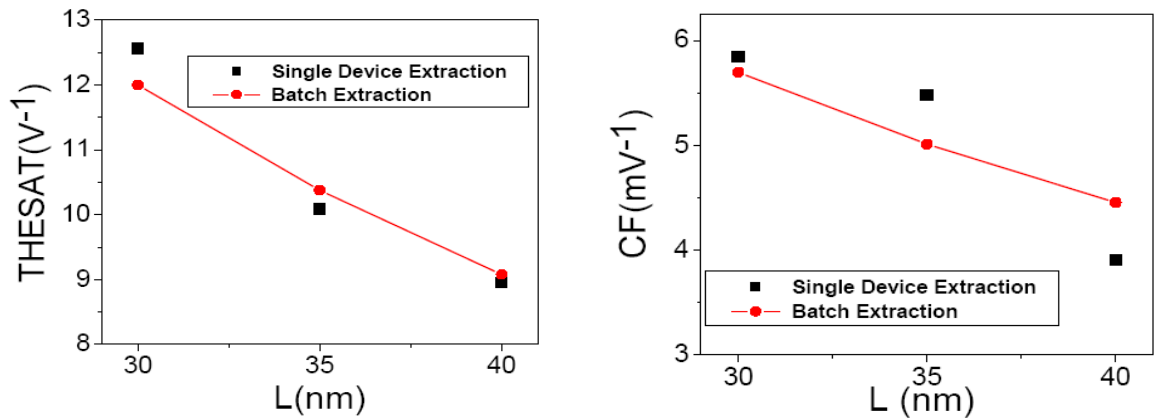 THESAT(V-1)
13
12
11
10
9
8
Single Device Extraction
Batch Extraction
30
35
40
L(nm)
CF(mV-1)
6
5
4
3
Single Device Extraction
Batch Extraction
30
35
40
L (nm)